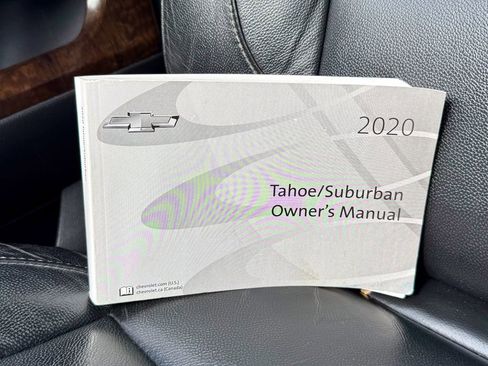 2020
Tahoe/Suburban
Owner's Manual
chevrolet.com (U.S.)
chevrolet.ca (Canada)